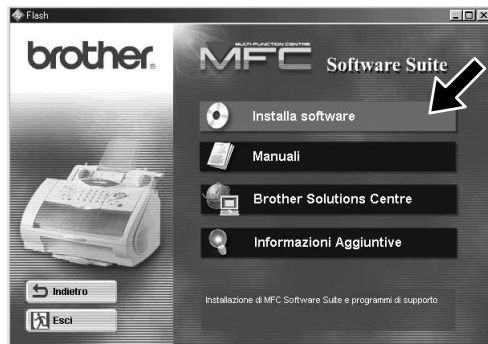 Flash
brother.
MULTI-FUNCTION CENTRE
MFC
Software Suite
Installa software
Manuali
Brother Solutions Centre
Informazioni Aggiuntive
Indietro
Esci
Installazione di MFC Software Suite e programmi di supporto